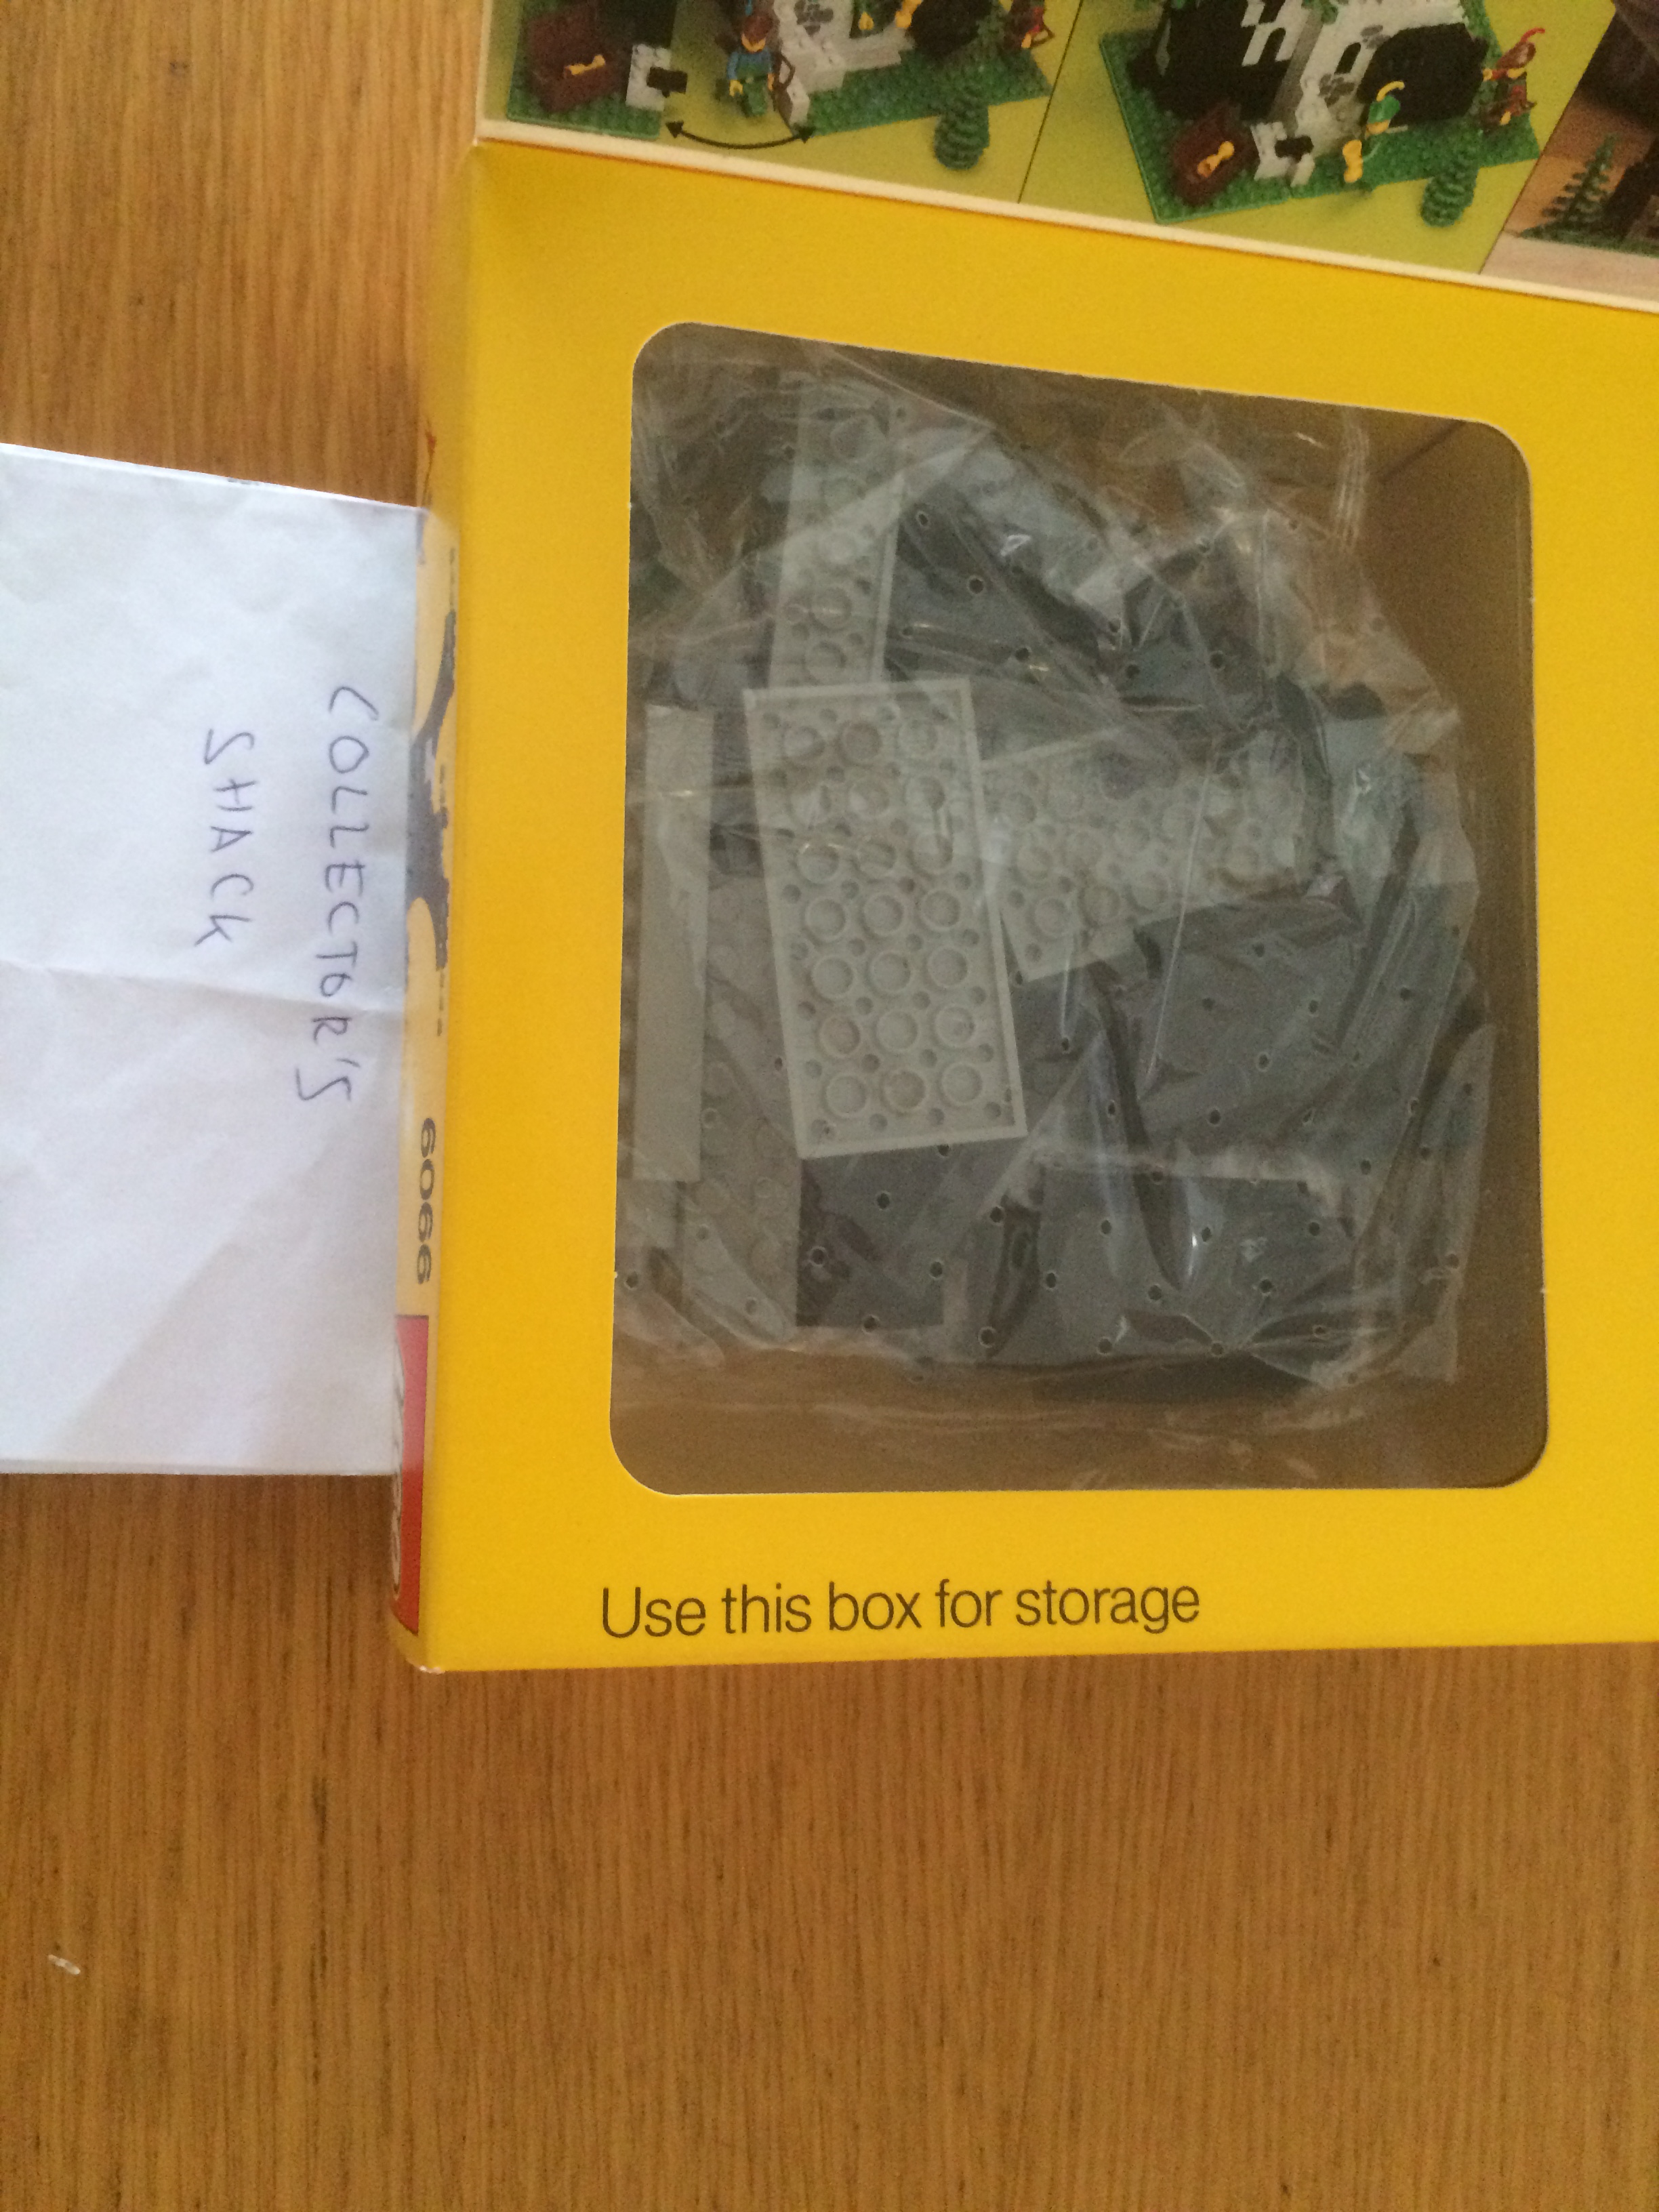 COLLECTOR'S
SHACK
6066
Use this box for storage